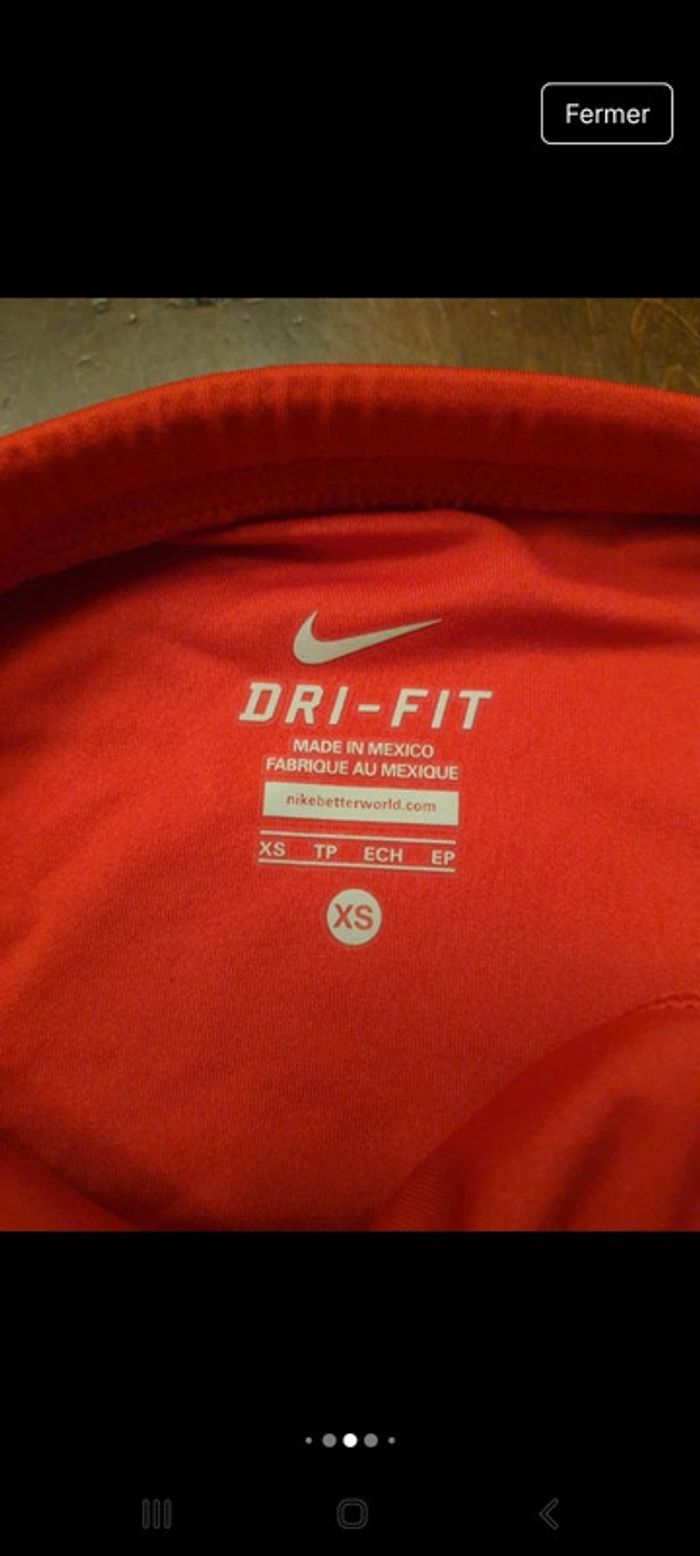 Fermer
DRI-FIT
MADE IN MEXICO
FABRIQUE AU MEXIQUE
nikebetterworld.com
XS TP ECH EP
XS